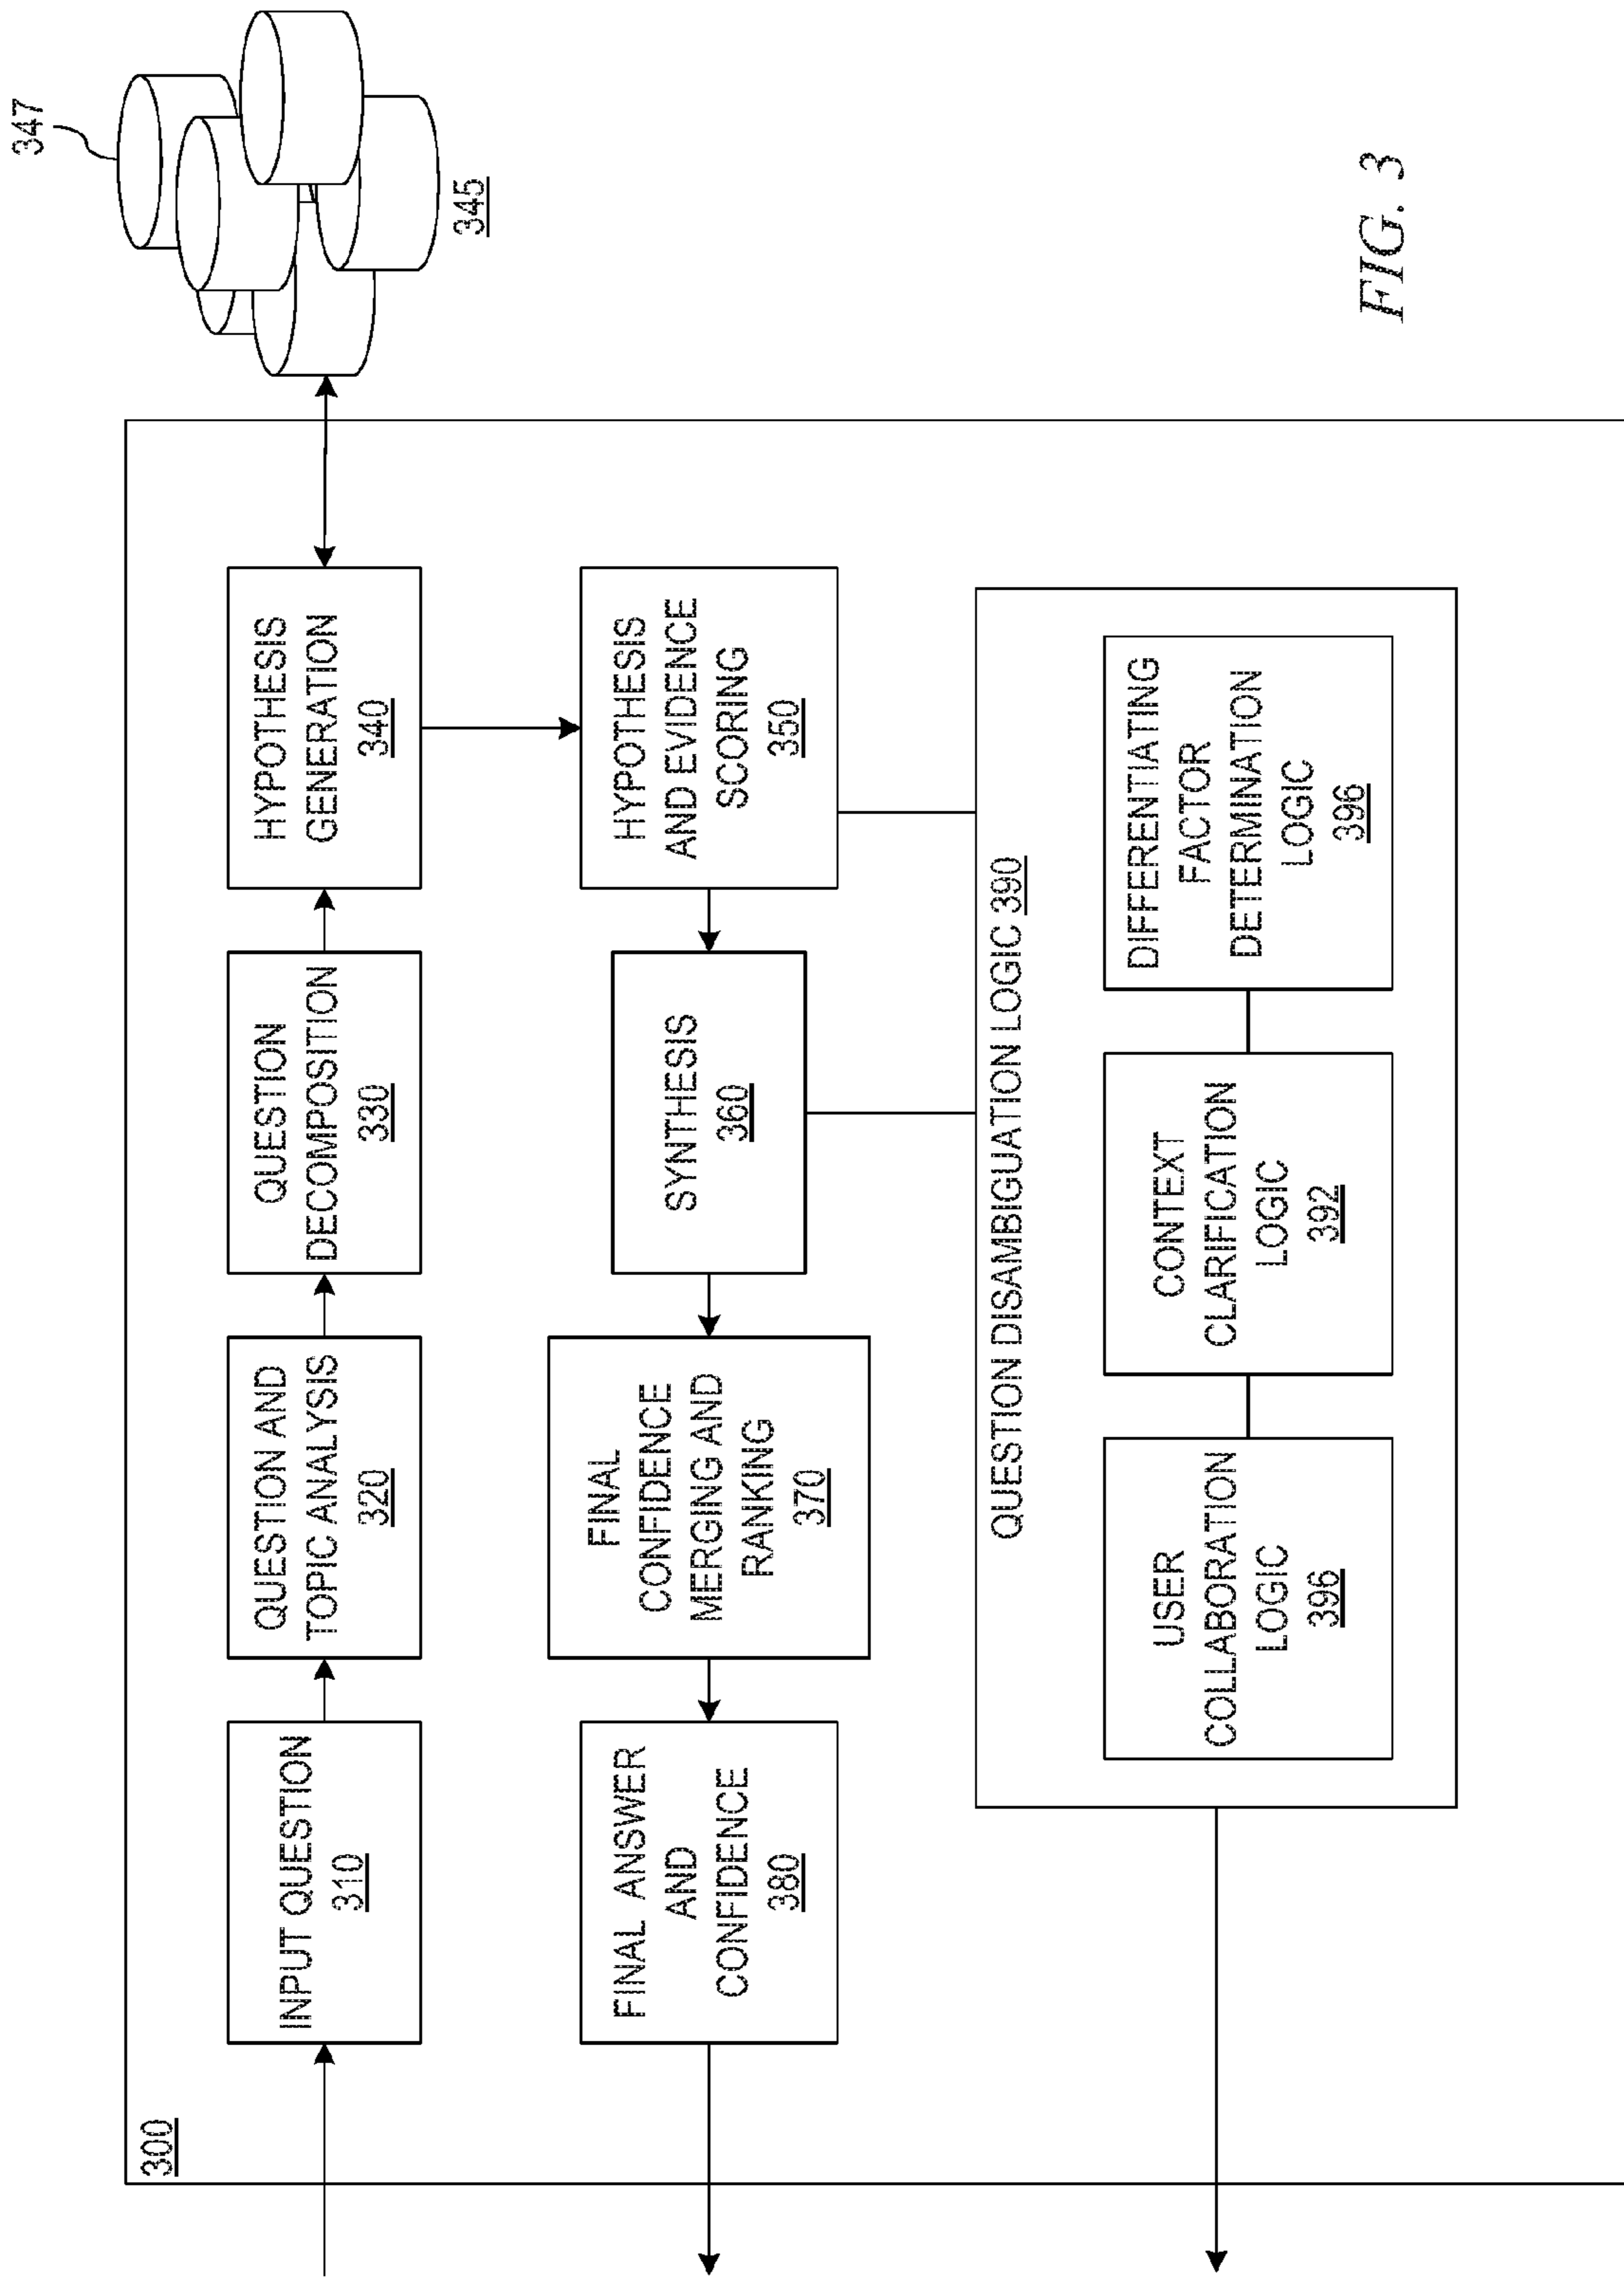 300
INPUT QUESTION
310
QUESTION AND
TOPIC ANALYSIS
320
QUESTION
DECOMPOSITION
330
HYPOTHESIS
GENERATION
340
347
345
FINAL ANSWER
AND
CONFIDENCE
380
FINAL
CONFIDENCE
MERGING AND
RANKING
370
SYNTHESIS
360
HYPOTHESIS
AND EVIDENCE
SCORING
350
QUESTION DISAMBIGUATION LOGIC 390
USER
COLLABORATION
LOGIC
396
CONTEXT
CLARIFICATION
LOGIC
392
DIFFERENTIATING
FACTOR
DETERMINATION
LOGIC
396
FIG. 3